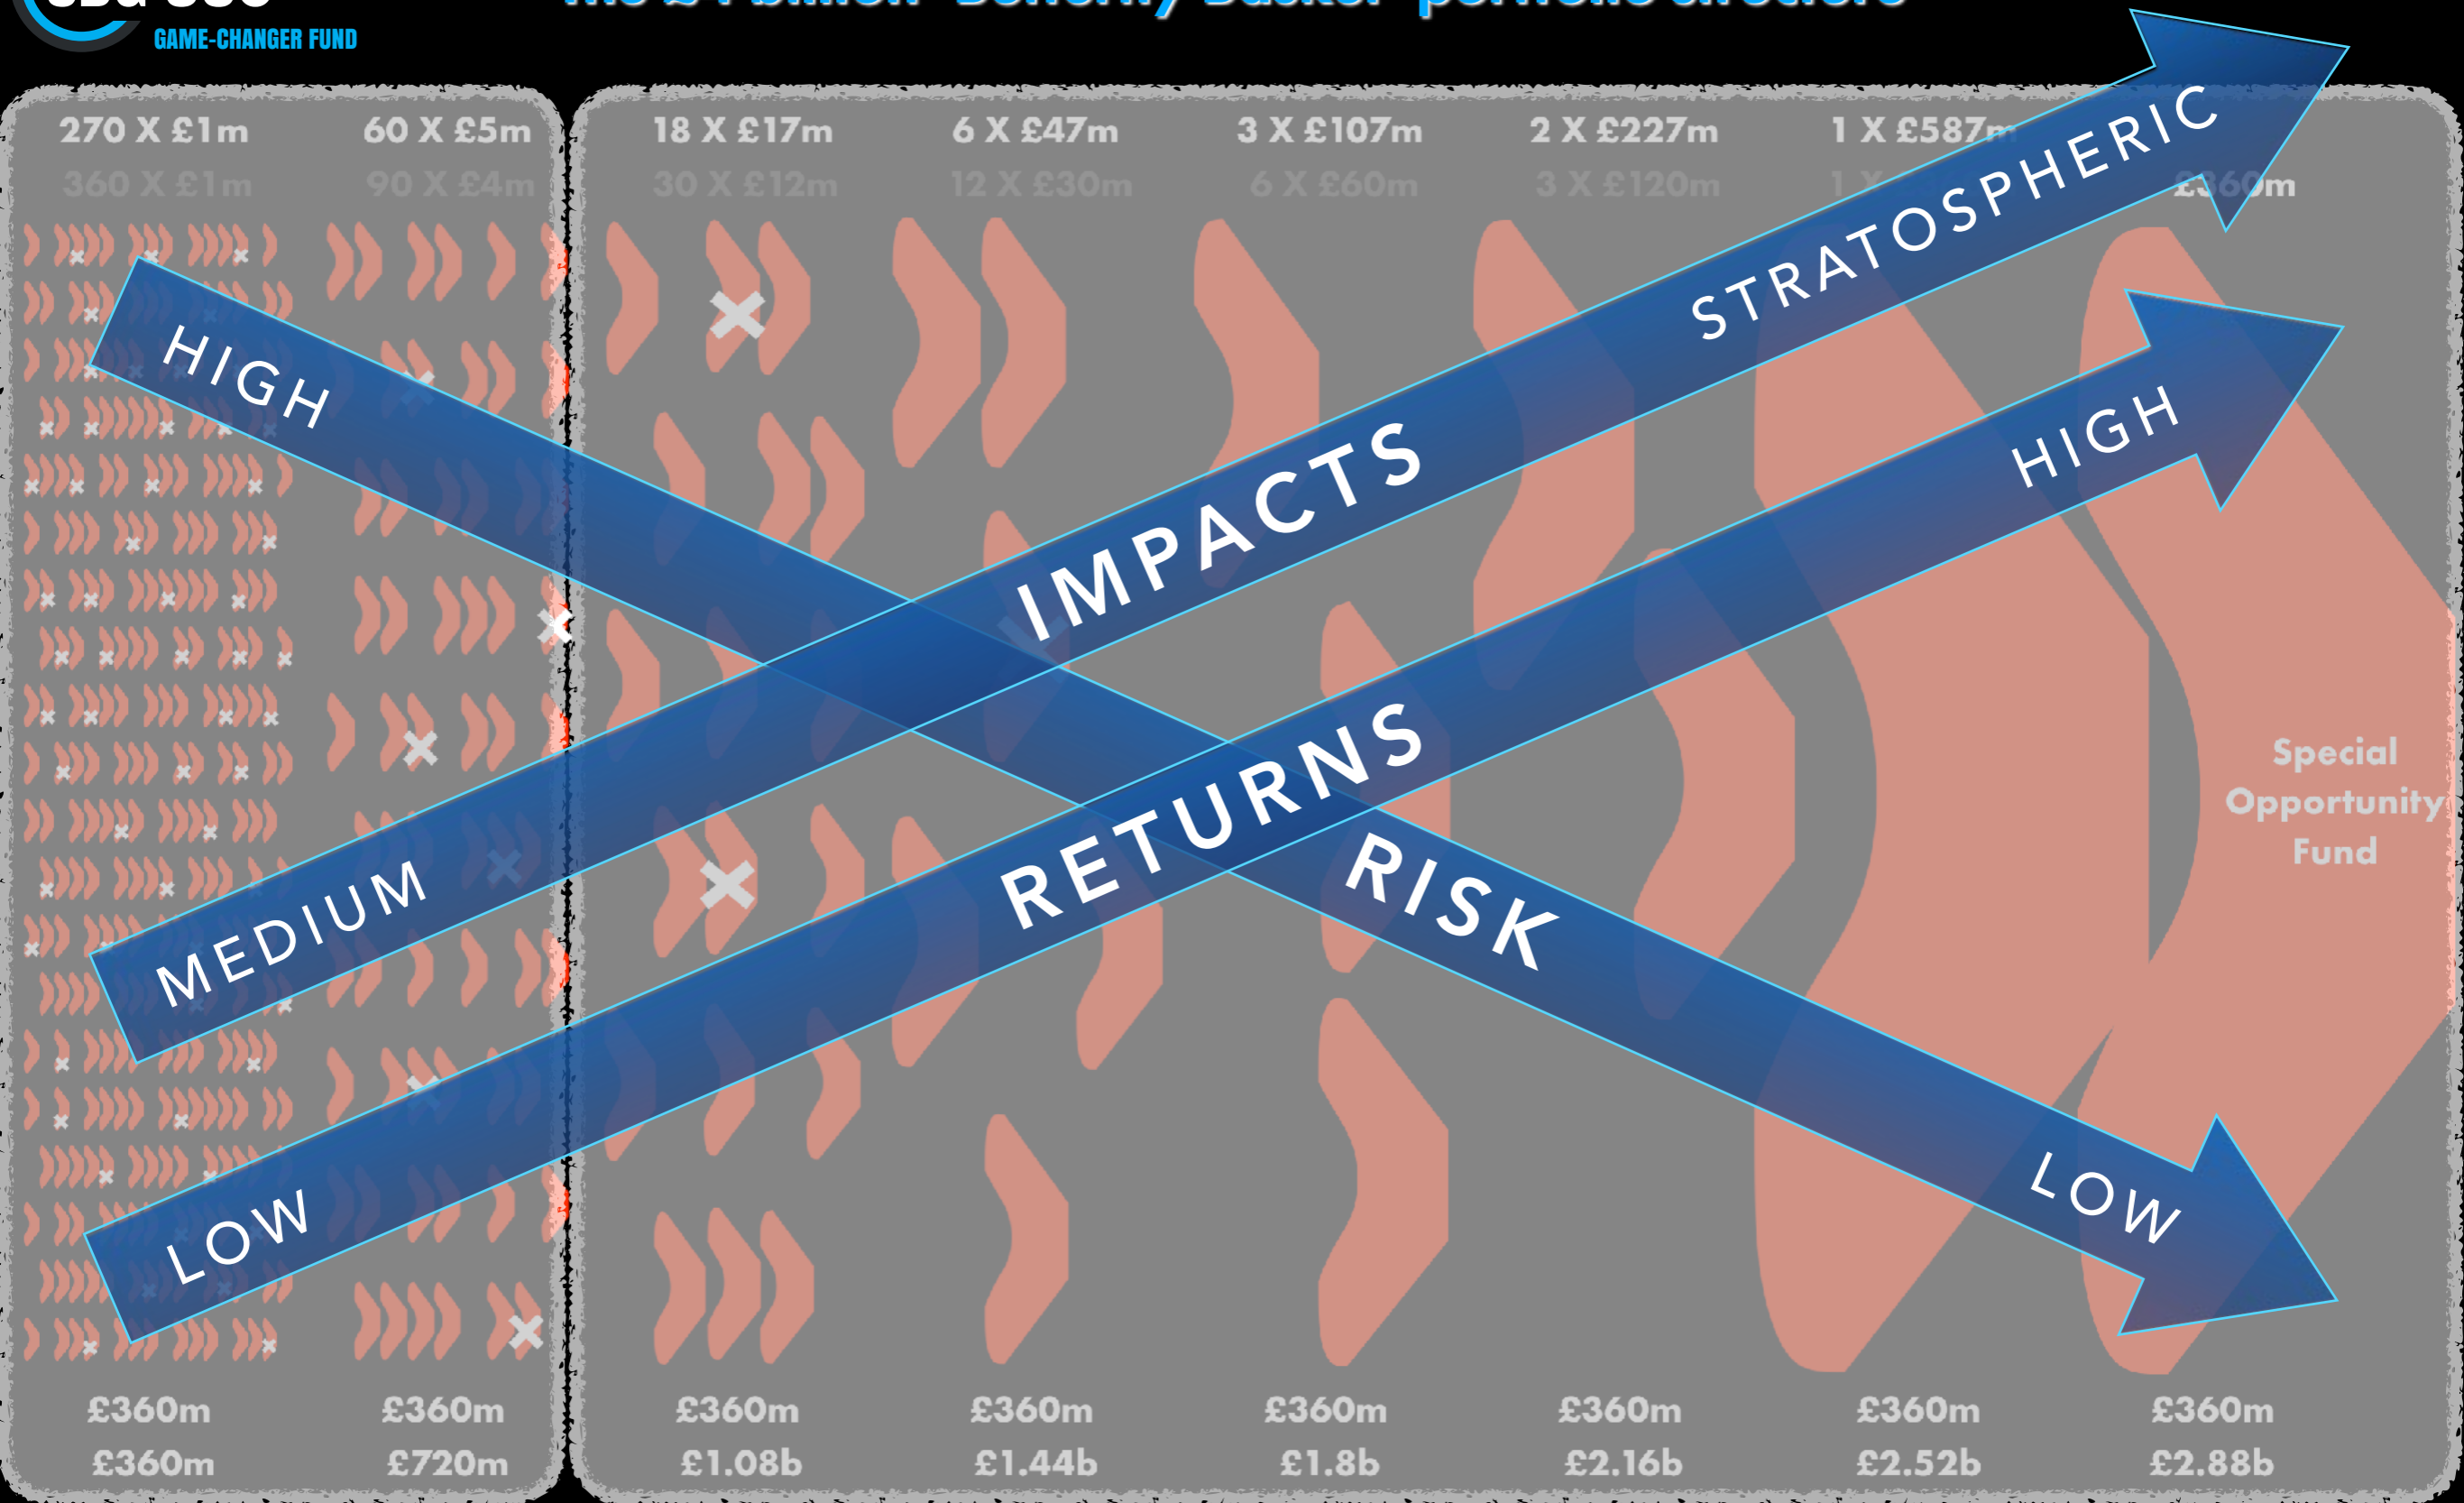 GAME-CHANGER FUND
270 X £1m 60 X £5m 18 X £17m 6 X £47m 3 X £107m 2 X £227m 1 X £587m
360 X £1m 90 X £4m 30 X £12m 12 X £30m 6 X £60m 3 X £120m £360m
STRATOSPHERIC
HIGH
HIGH
IMPACTS
RETURNS
RISK
MEDIUM
LOW
LOW
Special
Opportunity
Fund
£360m £360m £360m £360m £360m £360m £360m £360m
£360m £720m £1.08b £1.44b £1.8b £2.16b £2.52b £2.88b